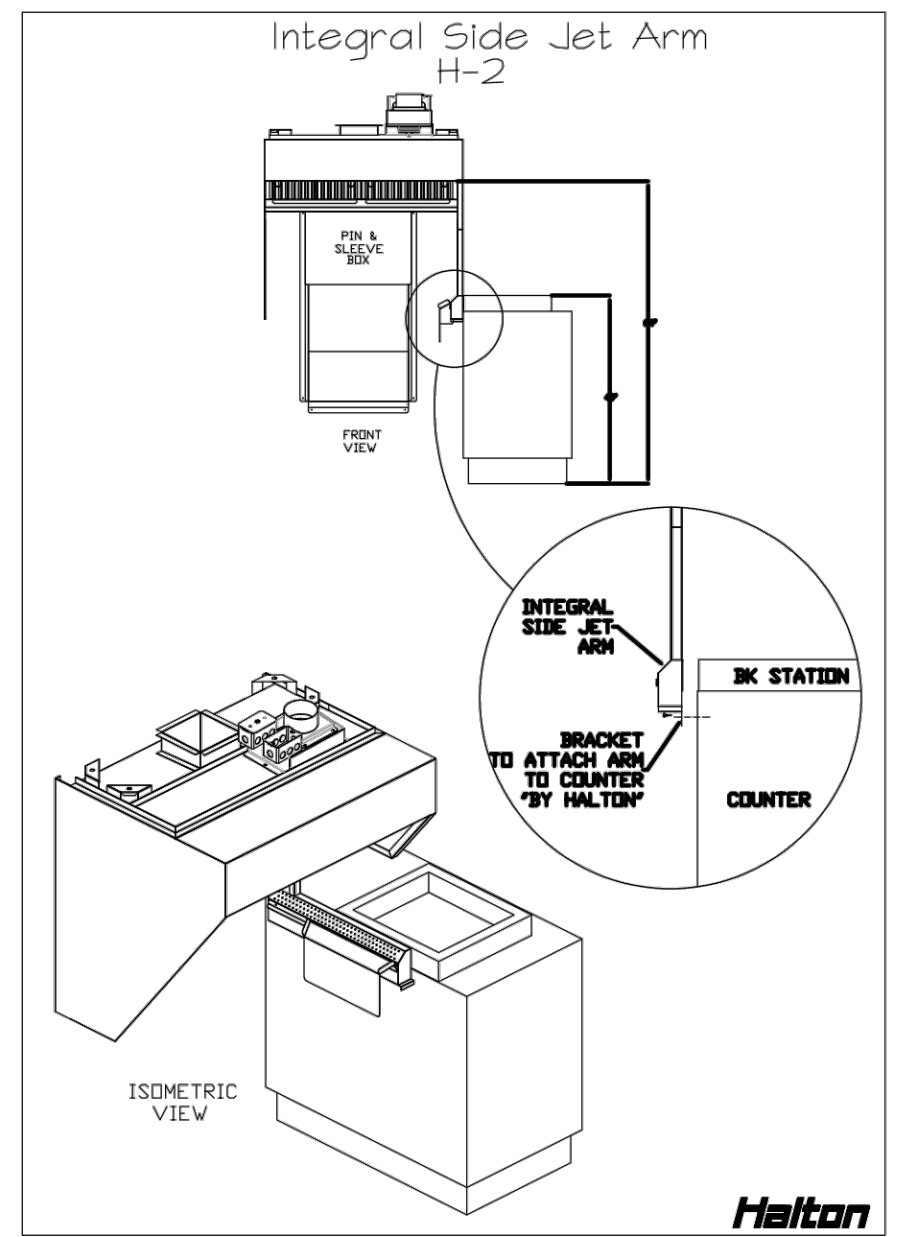 Integral Side Jet Arm
H-2
PIN &
SLEEVE
BOX
FRONT
VIEW
INTEGRAL
SIDE JET
ARM
BK STATION
BRACKET
TO ATTACH ARM
TO COUNTER
"BY HALTON"
COUNTER
ISOMETRIC
VIEW
Halton